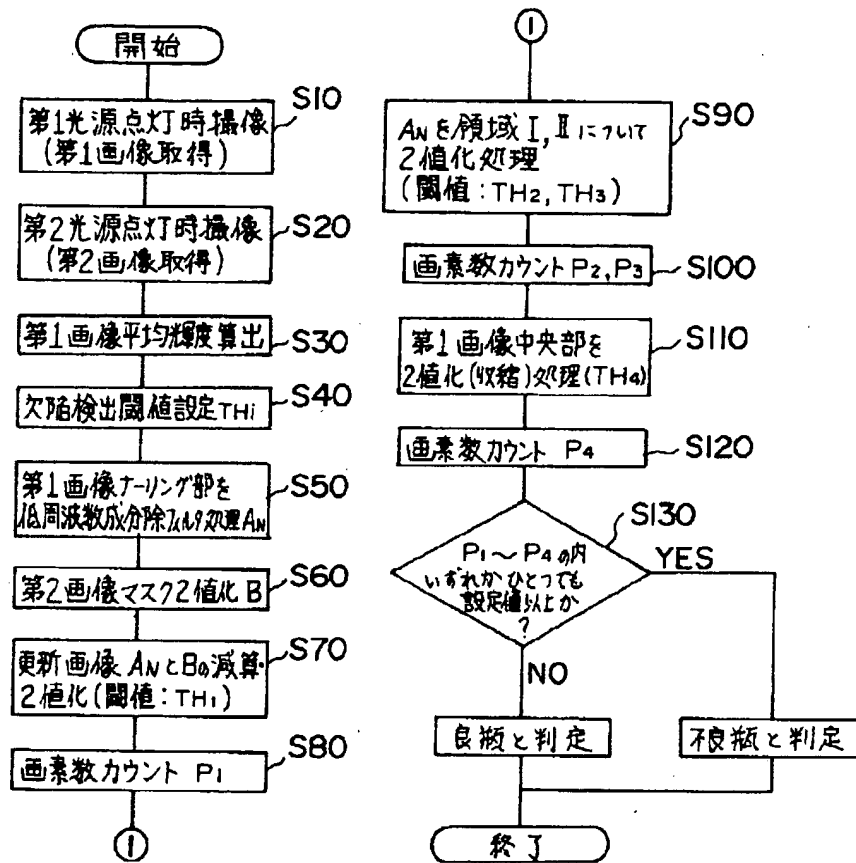 開始
S10
第1光源点灯時撮像
(第1画像取得)
S20
第2光源点灯時撮像
(第2画像取得)
第1画像平均輝度算出
S30
欠陥検出閾値設定THi
S40
第1画像ナーリング部を
低周波数成分除フィルタ処理AN
S50
第2画像マスク2値化 B
S60
更新画像 ANとBの減算・
2値化(閾値:TH1)
S70
画素数カウント P1
S80
1
1
ANを領域 I, II について
2値化処理
(閾値:TH2, TH3)
S90
画素数カウント P2, P3
S100
第1画像中央部を
2値化(収縮)処理(TH4)
S110
画素数カウント P4
S120
S130
P1~P4の内
いずれかひとつでも
設定値以上か
?
YES
NO
良瓶と判定
不良瓶と判定
終了